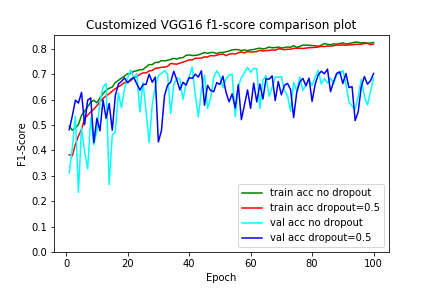 Customized VGG16 f1-score comparison plot
0.8
0.7
0.6
0.5
0.4
0.3
0.2
0.1
0.0
F1-Score
train acc no dropout
train acc dropout=0.5
val acc no dropout
val acc dropout=0.5
0 20 40 60 80 100
Epoch